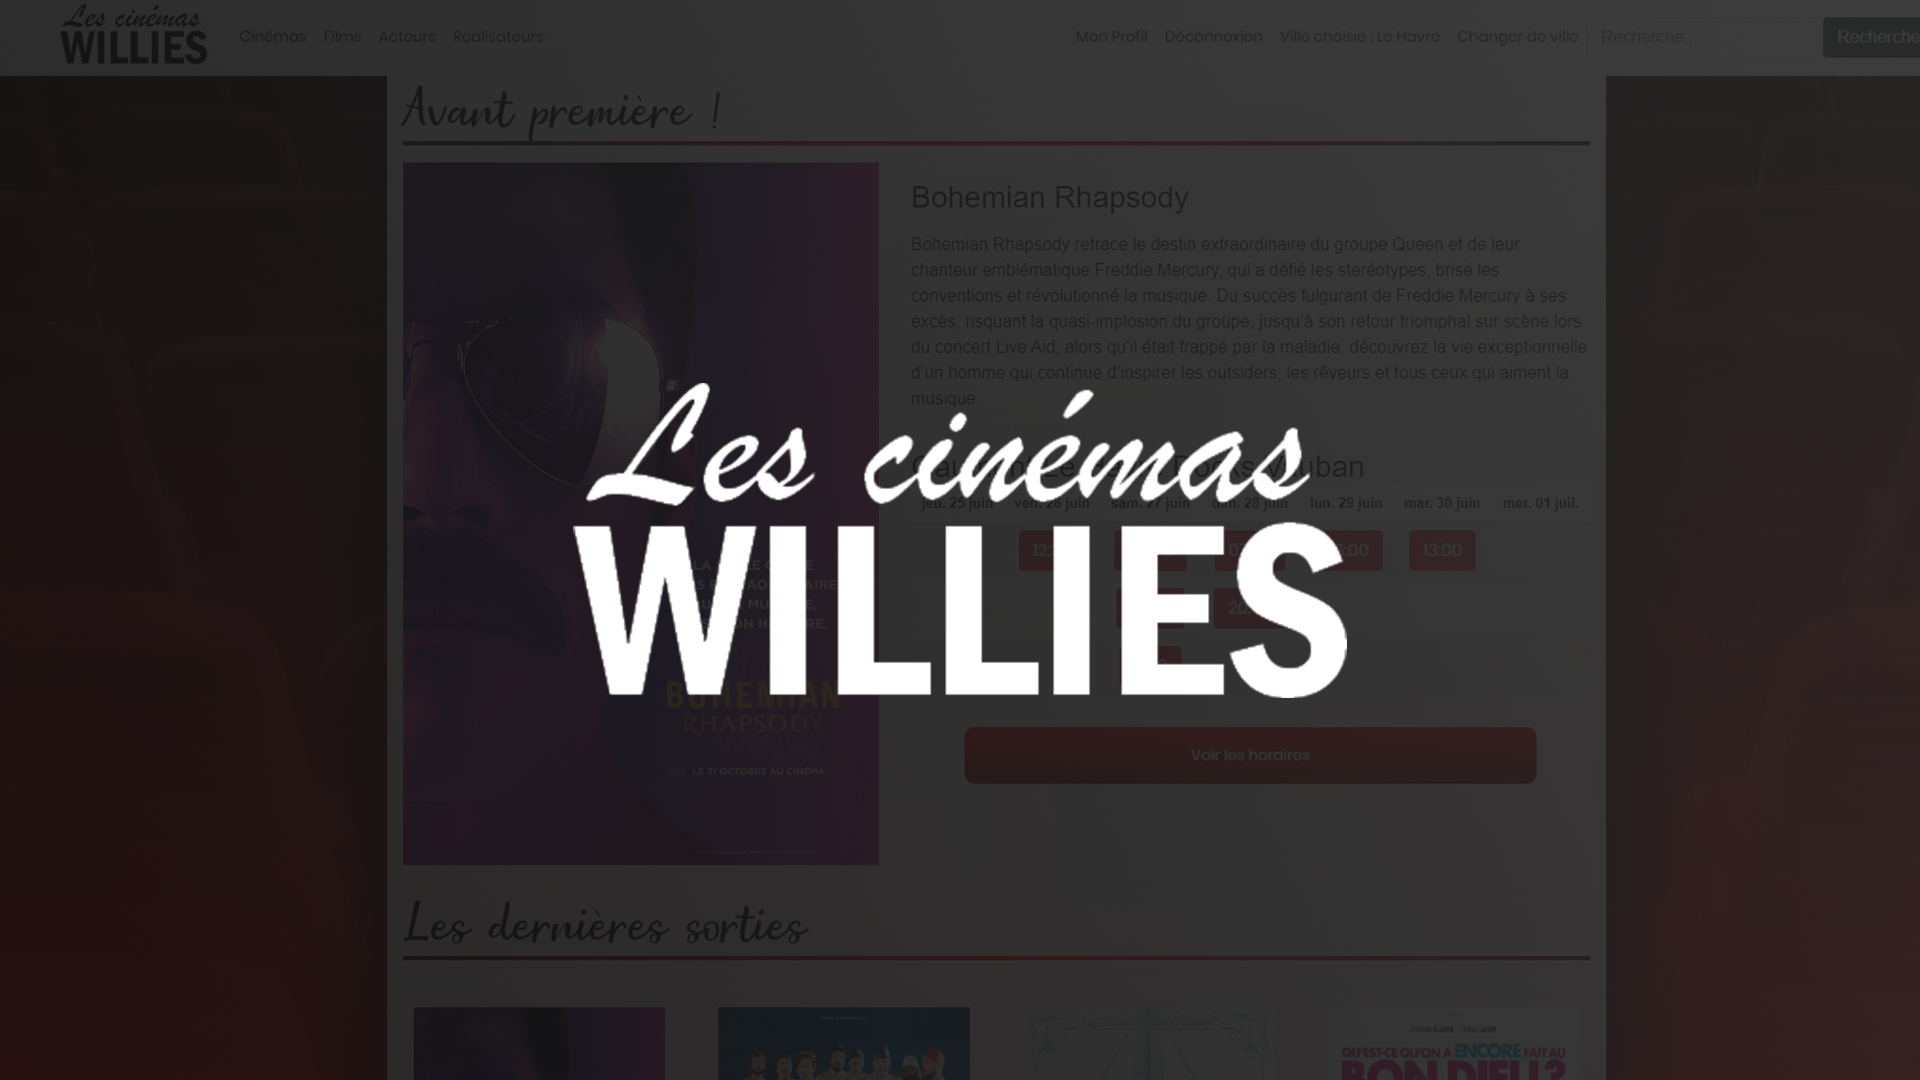 Les cinémas
WILLIES
Cinémas Films Acteurs Realisateurs
Mon Profil Déconnexion Ville choisie : Le Havre Changer de ville Recherche... Recherche
Avant première !
Bohemian Rhapsody
Bohemian Rhapsody retrace le destin extraordinaire du groupe Queen et de leur
chanteur emblématique Freddie Mercury, qui a défié les stéréotypes, brisé les
conventions et révolutionné la musique. Du succès fulgurant de Freddie Mercury à ses
excès, risquant la quasi-implosion du groupe, jusqu'à son retour triomphal sur scène lors
du concert Live Aid, alors qu'il était frappé par la maladie, découvrez la vie exceptionnelle
d'un homme qui continue d'inspirer les outsiders, les rêveurs et tous ceux qui aiment la
musique.
Les cinémas
WILLIES
Docks Vauban
jeu. 25 juin ven. 26 juin sam. 27 juin dim. 28 juin lun. 29 juin mar. 30 juin mer. 01 juil.
13:00
BOHEMIAN
RHAPSODY
LE 31 OCTOBRE AU CINÉMA
Voir les horaires
Les dernières sorties
QU'EST-CE QU'ON A ENCORE FAIT AU
BON DIEU?